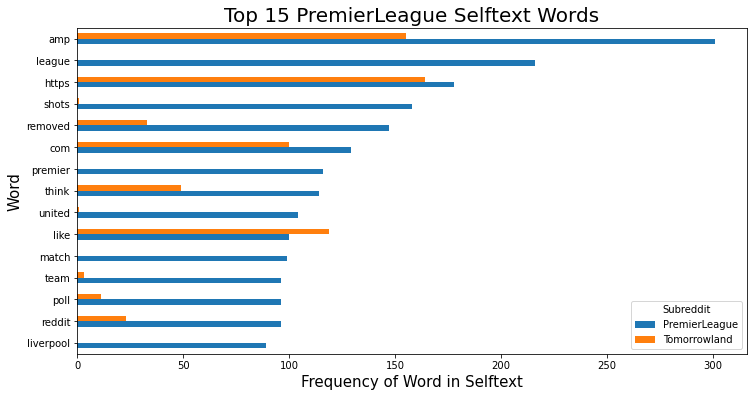 Top 15 PremierLeague Selftext Words
Word
amp
league
https
shots
removed
com
premier
think
united
like
match
team
poll
reddit
liverpool
Subreddit
PremierLeague
Tomorrowland
0 50 100 150 200 250 300
Frequency of Word in Selftext